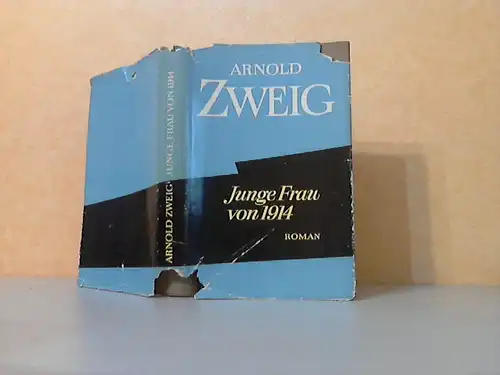 ARNOLD
ZWEIG
Junge Frau
von 1914
ROMAN
ARNOLD ZWEIG · JUNGE FRAU VON 1914